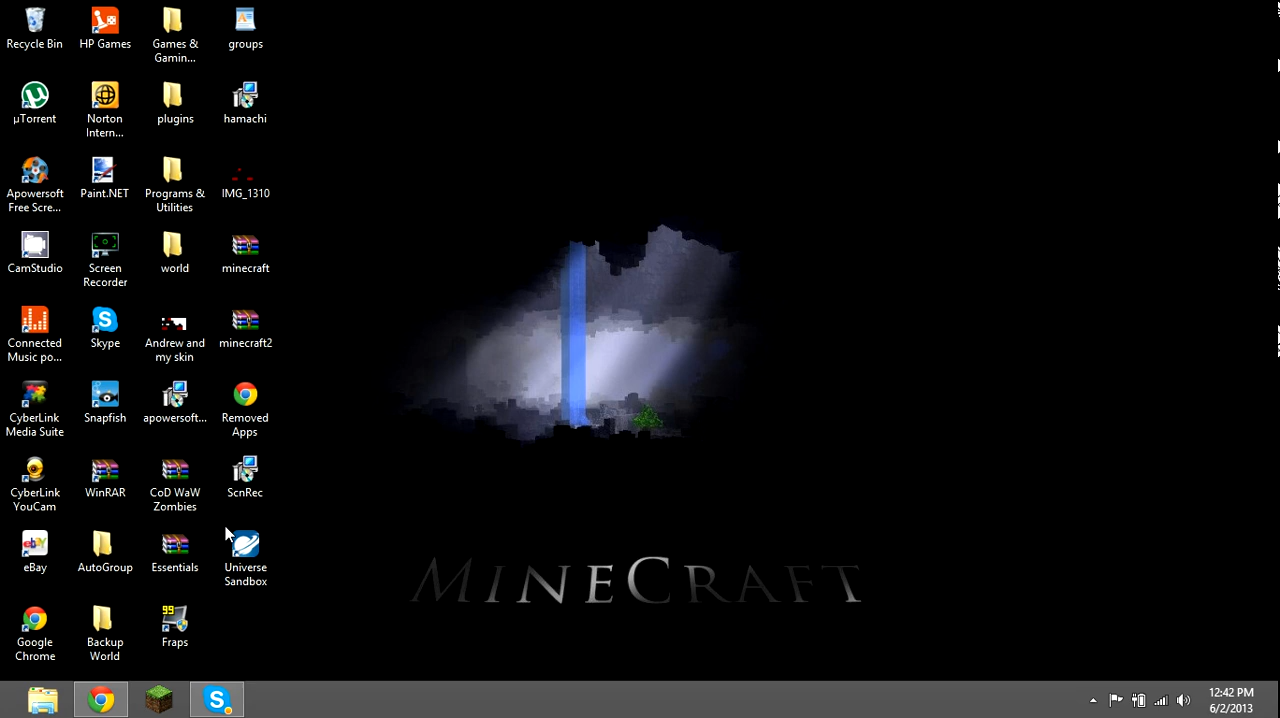 Recycle Bin
HP Games
Games &
Gamin...
groups
µTorrent
Norton
Intern...
plugins
hamachi
Apowersoft
Free Scre...
Paint.NET
Programs &
Utilities
IMG_1310
CamStudio
Screen
Recorder
world
minecraft
Connected
Music po...
Skype
Andrew and
my skin
minecraft2
CyberLink
Media Suite
Snapfish
apowersoft...
Removed
Apps
CyberLink
YouCam
WinRAR
CoD WaW
Zombies
ScnRec
eBay
AutoGroup
Essentials
Universe
Sandbox
Google
Chrome
Backup
World
99
Fraps
MINECRAFT
12:42 PM
6/2/2013